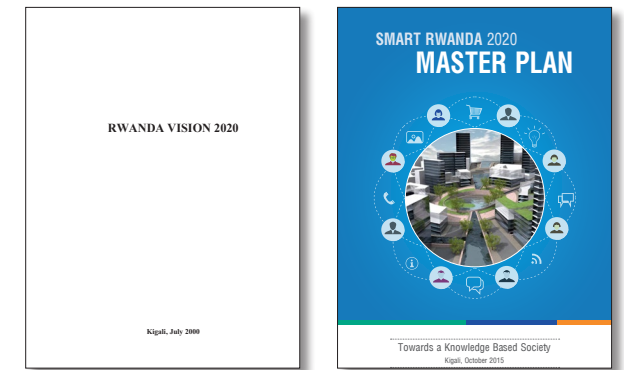 RWANDA VISION 2020
Kigali, July 2000
SMART RWANDA 2020
MASTER PLAN
Towards a Knowledge Based Society
Kigali, October 2015